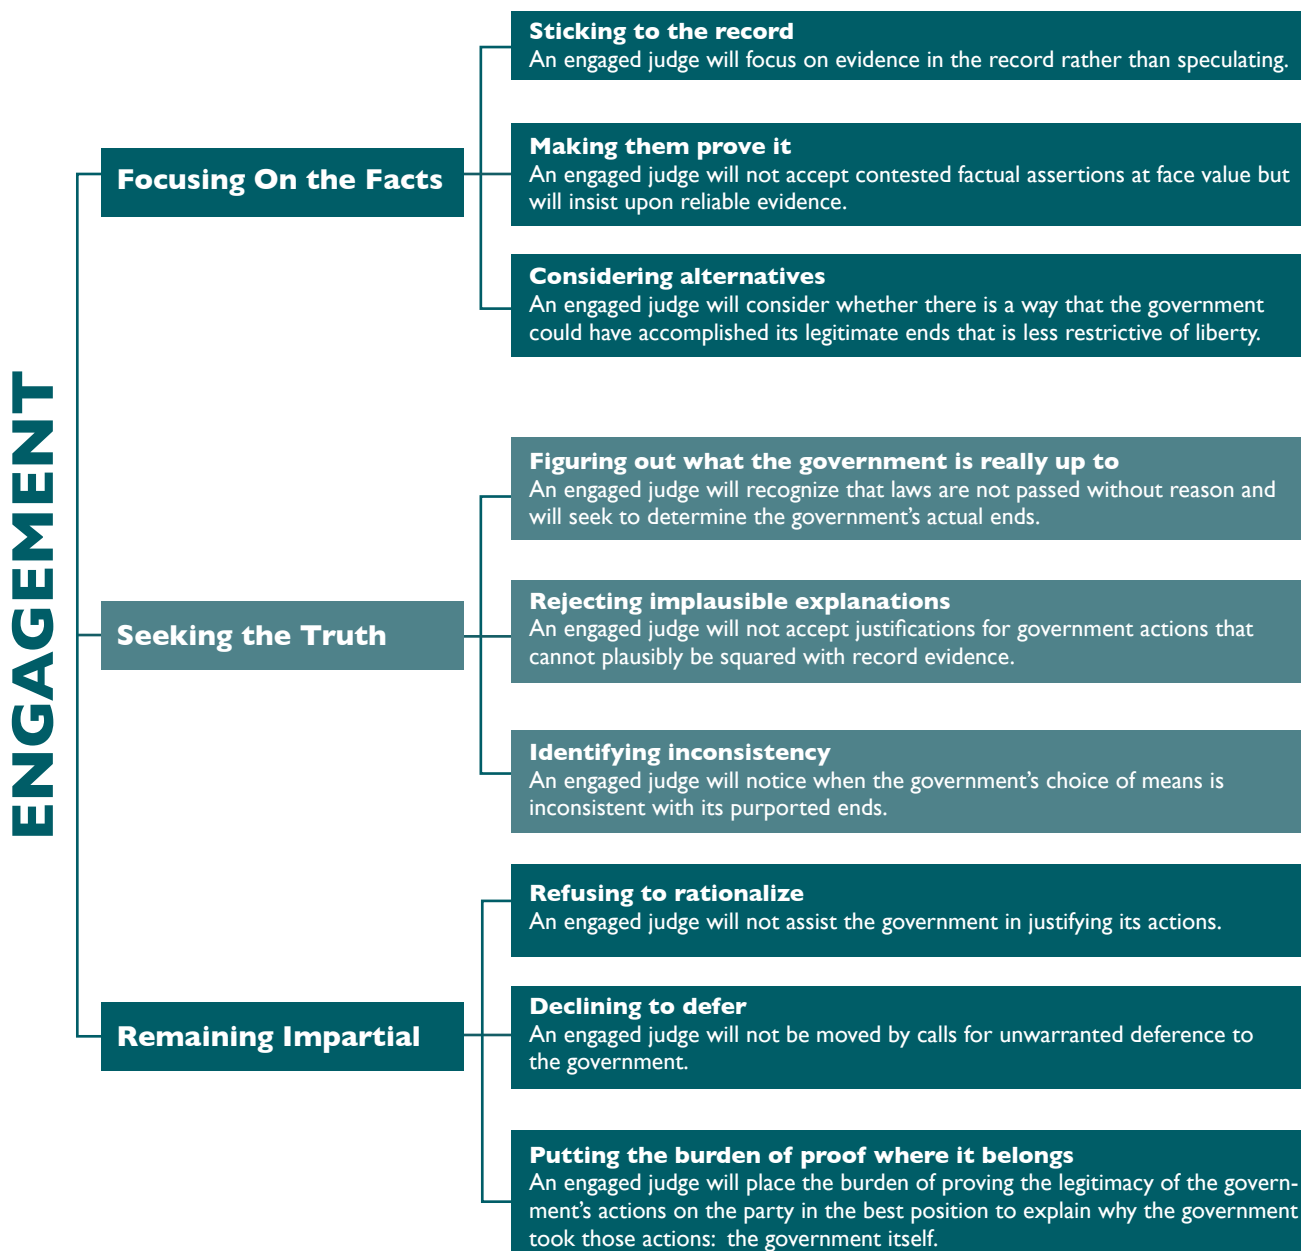 ENGAGEMENT
Focusing On the Facts
Sticking to the record
An engaged judge will focus on evidence in the record rather than speculating.
Making them prove it
An engaged judge will not accept contested factual assertions at face value but
will insist upon reliable evidence.
Considering alternatives
An engaged judge will consider whether there is a way that the government
could have accomplished its legitimate ends that is less restrictive of liberty.
Seeking the Truth
Figuring out what the government is really up to
An engaged judge will recognize that laws are not passed without reason and
will seek to determine the government’s actual ends.
Rejecting implausible explanations
An engaged judge will not accept justifications for government actions that
cannot plausibly be squared with record evidence.
Identifying inconsistency
An engaged judge will notice when the government’s choice of means is
inconsistent with its purported ends.
Remaining Impartial
Refusing to rationalize
An engaged judge will not assist the government in justifying its actions.
Declining to defer
An engaged judge will not be moved by calls for unwarranted deference to
the government.
Putting the burden of proof where it belongs
An engaged judge will place the burden of proving the legitimacy of the govern-
ment’s actions on the party in the best position to explain why the government
took those actions: the government itself.